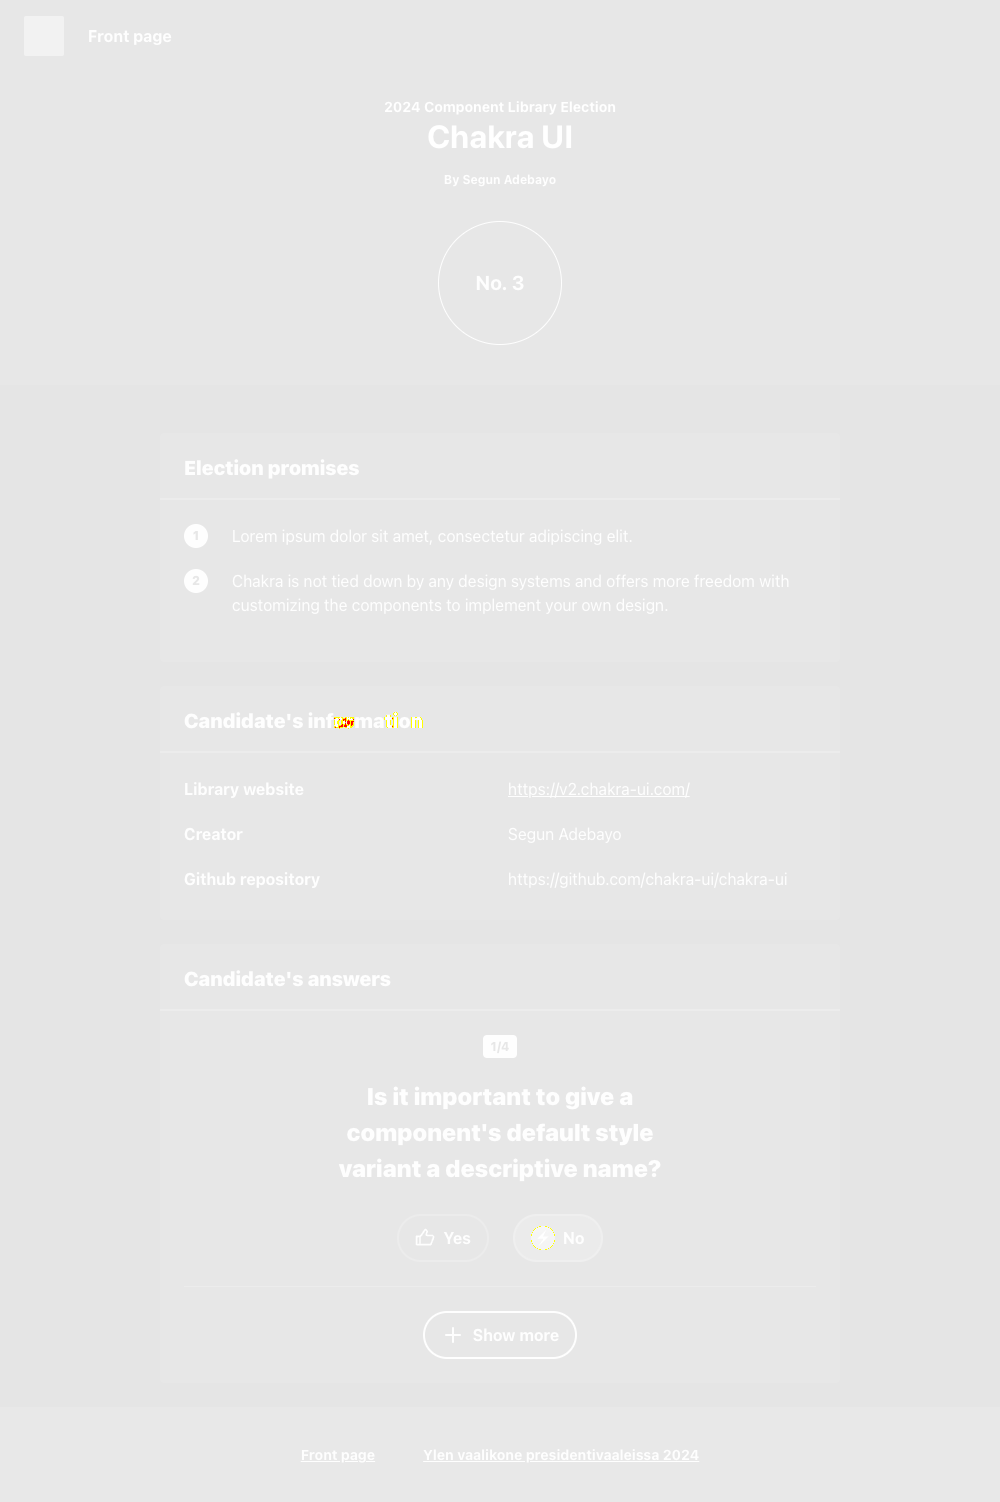 Front page
2024 Component Library Election
Chakra UI
By Segun Adebayo
No. 3
Election promises
1 Lorem ipsum dolor sit amet, consectetur adipiscing elit.
2 Chakra is not tied down by any design systems and offers more freedom with
customizing the components to implement your own design.
Candidate's information
Library website https://v2.chakra-ui.com/
Creator Segun Adebayo
Github repository https://github.com/chakra-ui/chakra-ui
Candidate's answers
1/4
Is it important to give a
component's default style
variant a descriptive name?
Yes No
Show more
Front page Ylen vaalikone presidentivaaleissa 2024